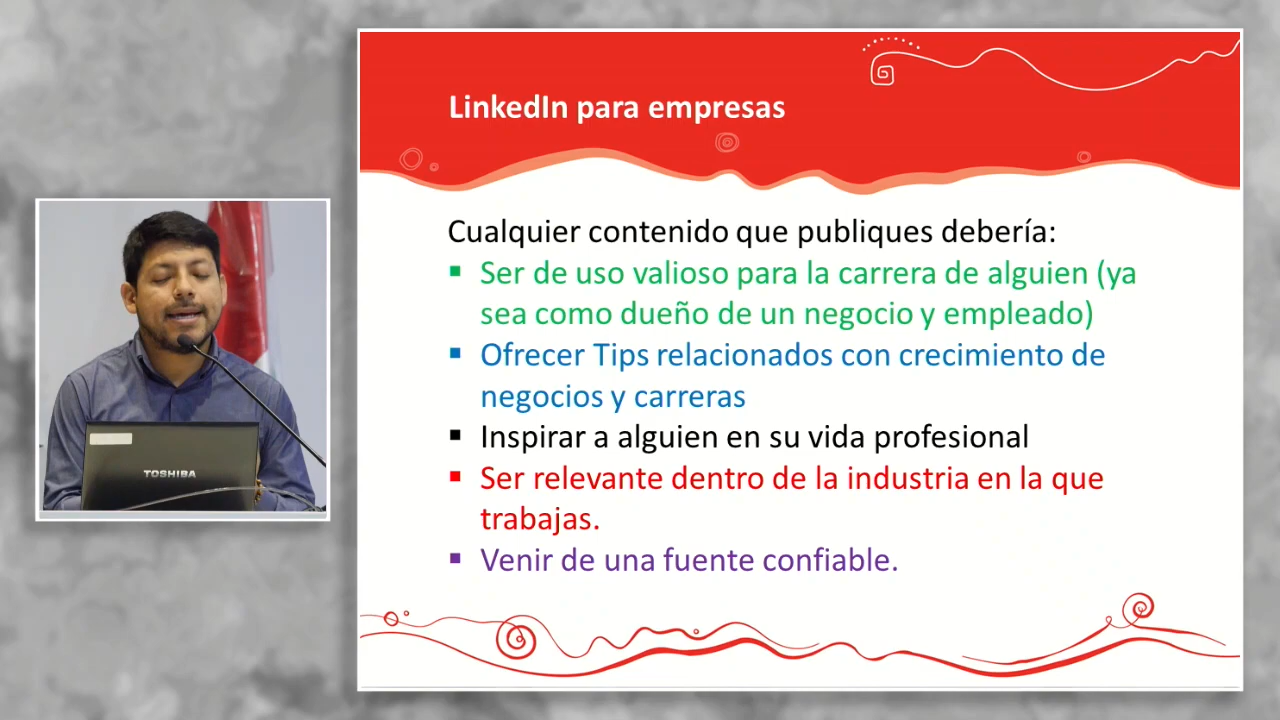 LinkedIn para empresas
Cualquier contenido que publiques debería:
▪ Ser de uso valioso para la carrera de alguien (ya
sea como dueño de un negocio y empleado)
▪ Ofrecer Tips relacionados con crecimiento de
negocios y carreras
▪ Inspirar a alguien en su vida profesional
▪ Ser relevante dentro de la industria en la que
trabajas.
▪ Venir de una fuente confiable.
TOSHIBA